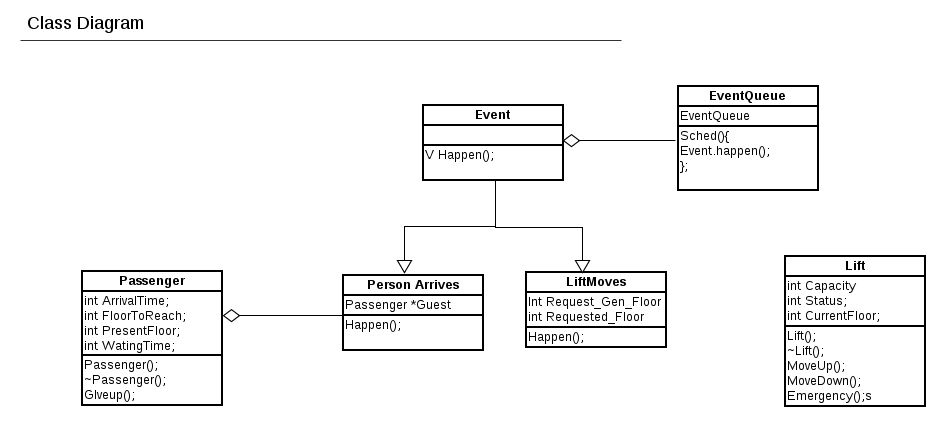 Class Diagram
Event
V Happen();
EventQueue
EventQueue
Sched(){
Event.happen();
};
Passenger
int ArrivalTime;
int FloorToReach;
int PresentFloor;
int WatingTime;
Passenger();
~Passenger();
GIveup();
Person Arrives
Passenger *Guest
Happen();
LiftMoves
Int Request_Gen_Floor
int Requested_Floor
Happen();
Lift
int Capacity
int Status;
int CurrentFloor;
Lift();
~Lift();
MoveUp();
MoveDown();
Emergency();s